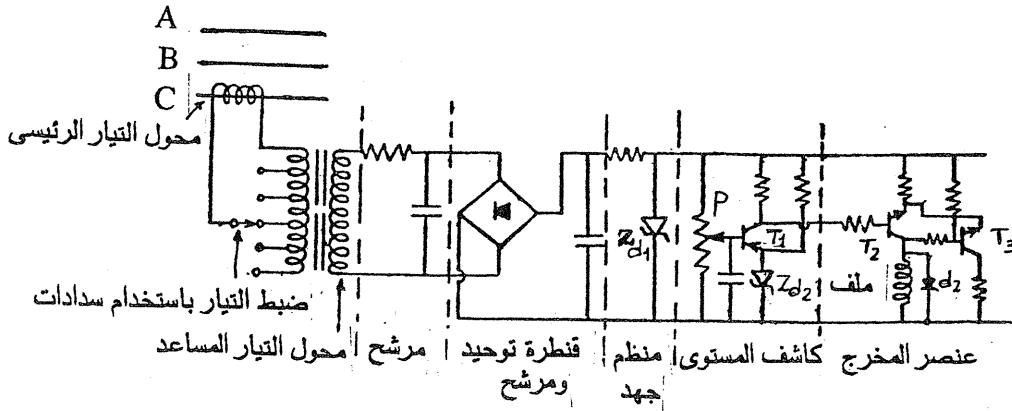 A
B
C
محول التيار الرئيسى
P
T1
T2
T3
Zd1
Zd2
ملف
d2
ضبط التيار باستخدام سدادات
محول التيار المساعد
مرشح
قنطرة توحيد
ومرشح
منظم
جهد
كاشف المستوى
عنصر المخرج